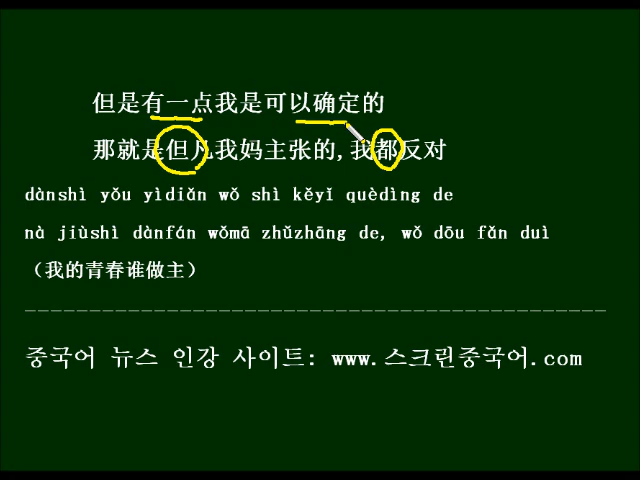 但是有一点我是可以确定的
那就是但凡我妈主张的,我都反对
dànshì yǒu yìdiǎn wǒ shì kěyǐ quèdìng de
nà jiùshì dànfán wǒmā zhǔzhāng de, wǒ dōu fǎn duì
（我的青春谁做主）
중국어 뉴스 인강 사이트: www.스크린중국어.com